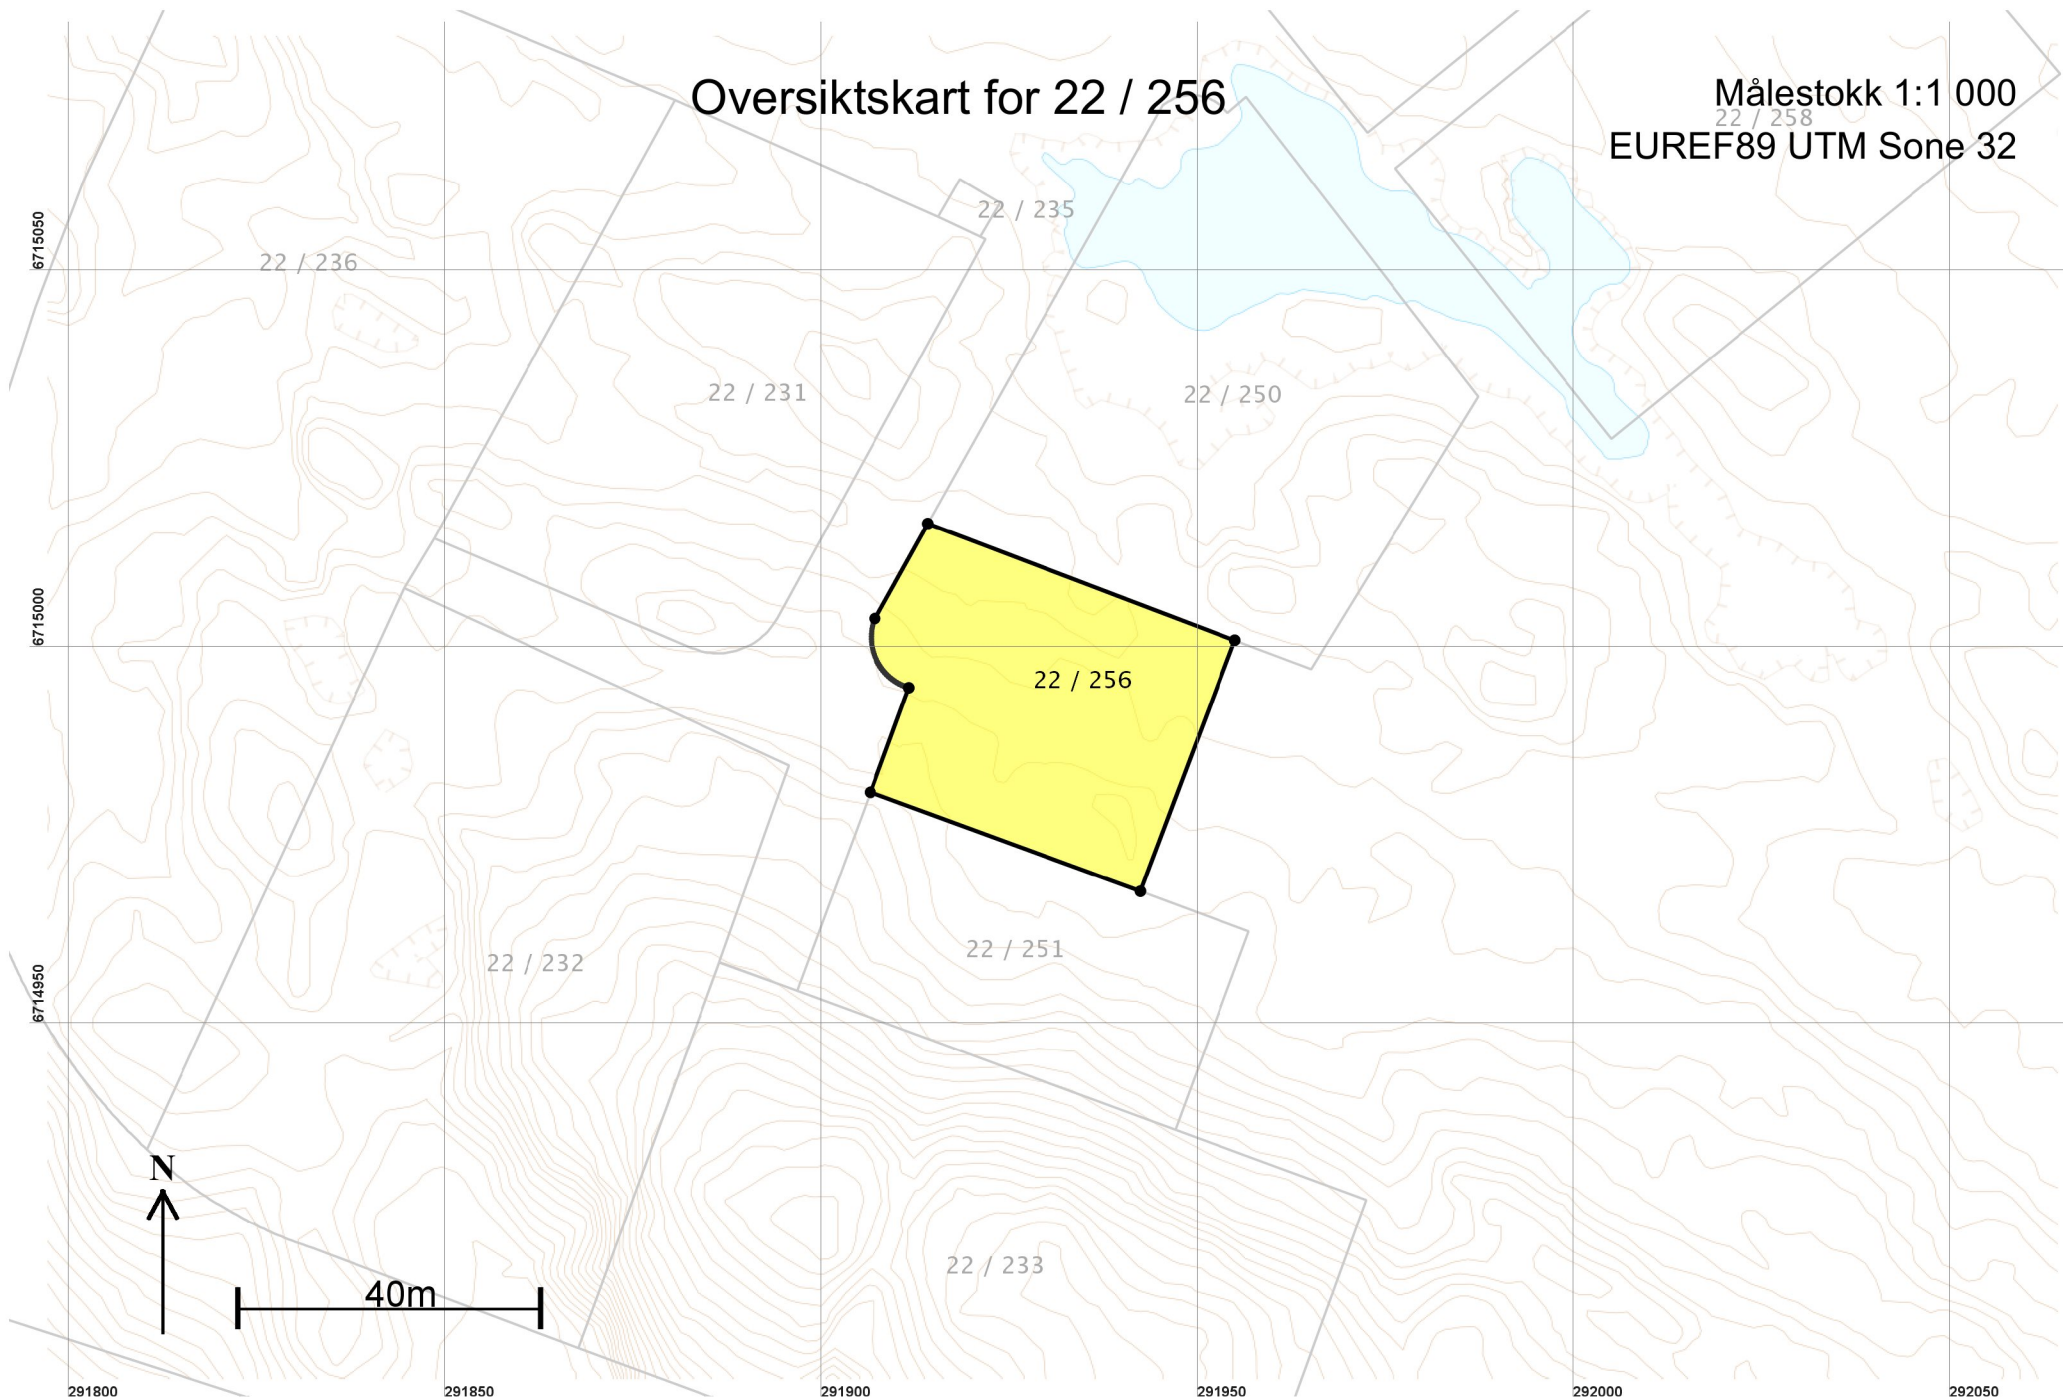 Oversiktskart for 22 / 256
Målestokk 1:1 000
22 / 258
EUREF89 UTM Sone 32
22 / 235
6715050
22 / 236
22 / 231
22 / 250
6715000
22 / 256
22 / 251
22 / 232
6714950
N
22 / 233
40m
291800
291850
291900
291950
292000
292050